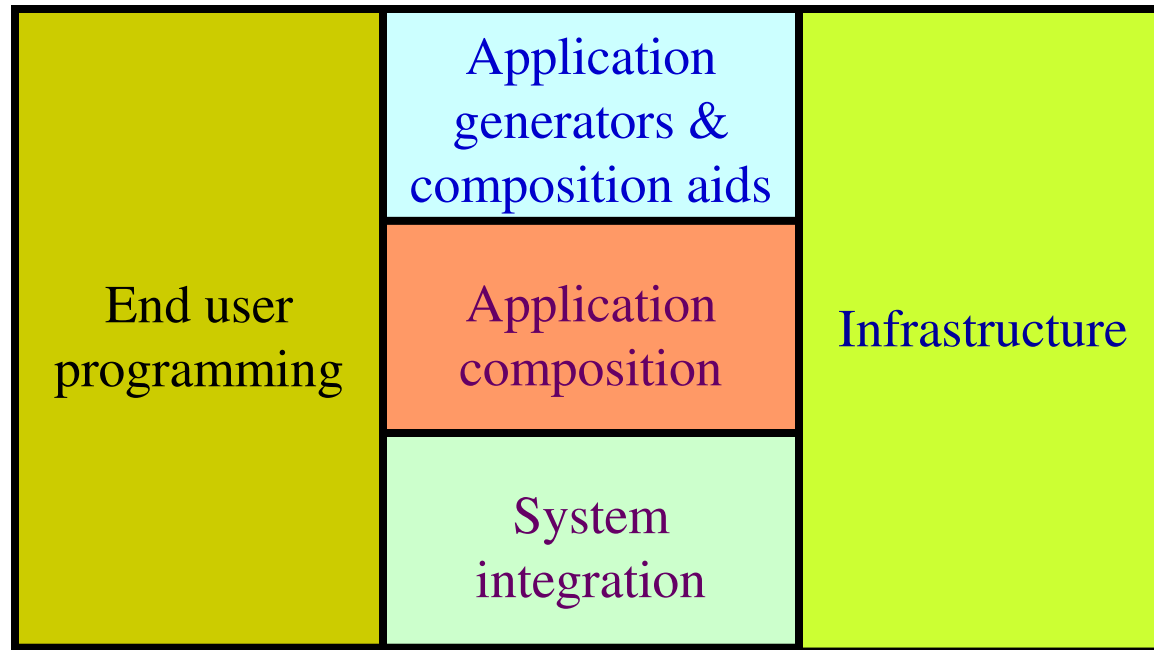 End user
programming
Application
generators &
composition aids
Application
composition
System
integration
Infrastructure